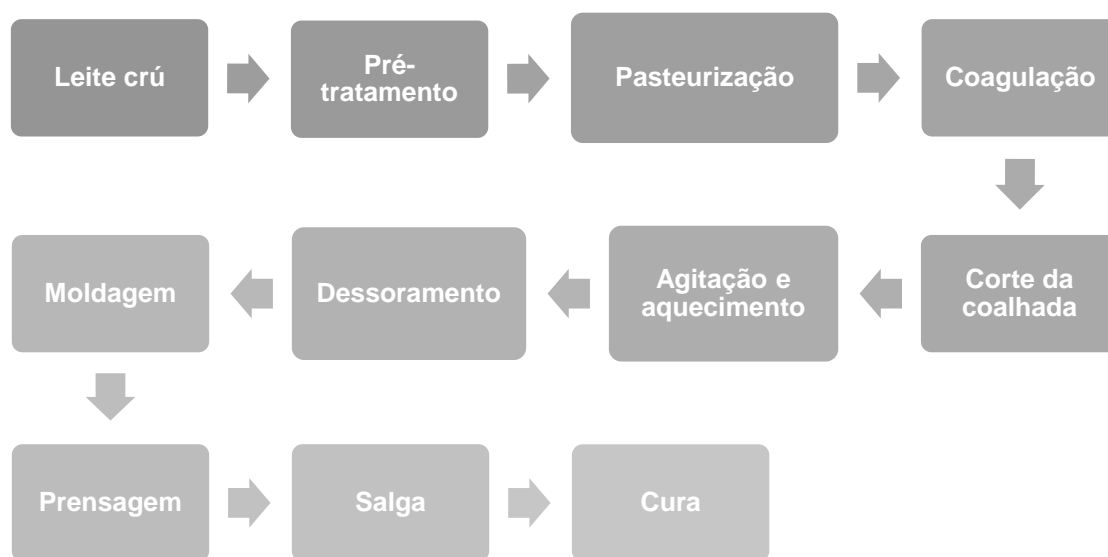 Leite crú
Pré-
tratamento
Pasteurização
Coagulação
Corte da
coalhada
Agitação e
aquecimento
Dessoramento
Moldagem
Prensagem
Salga
Cura